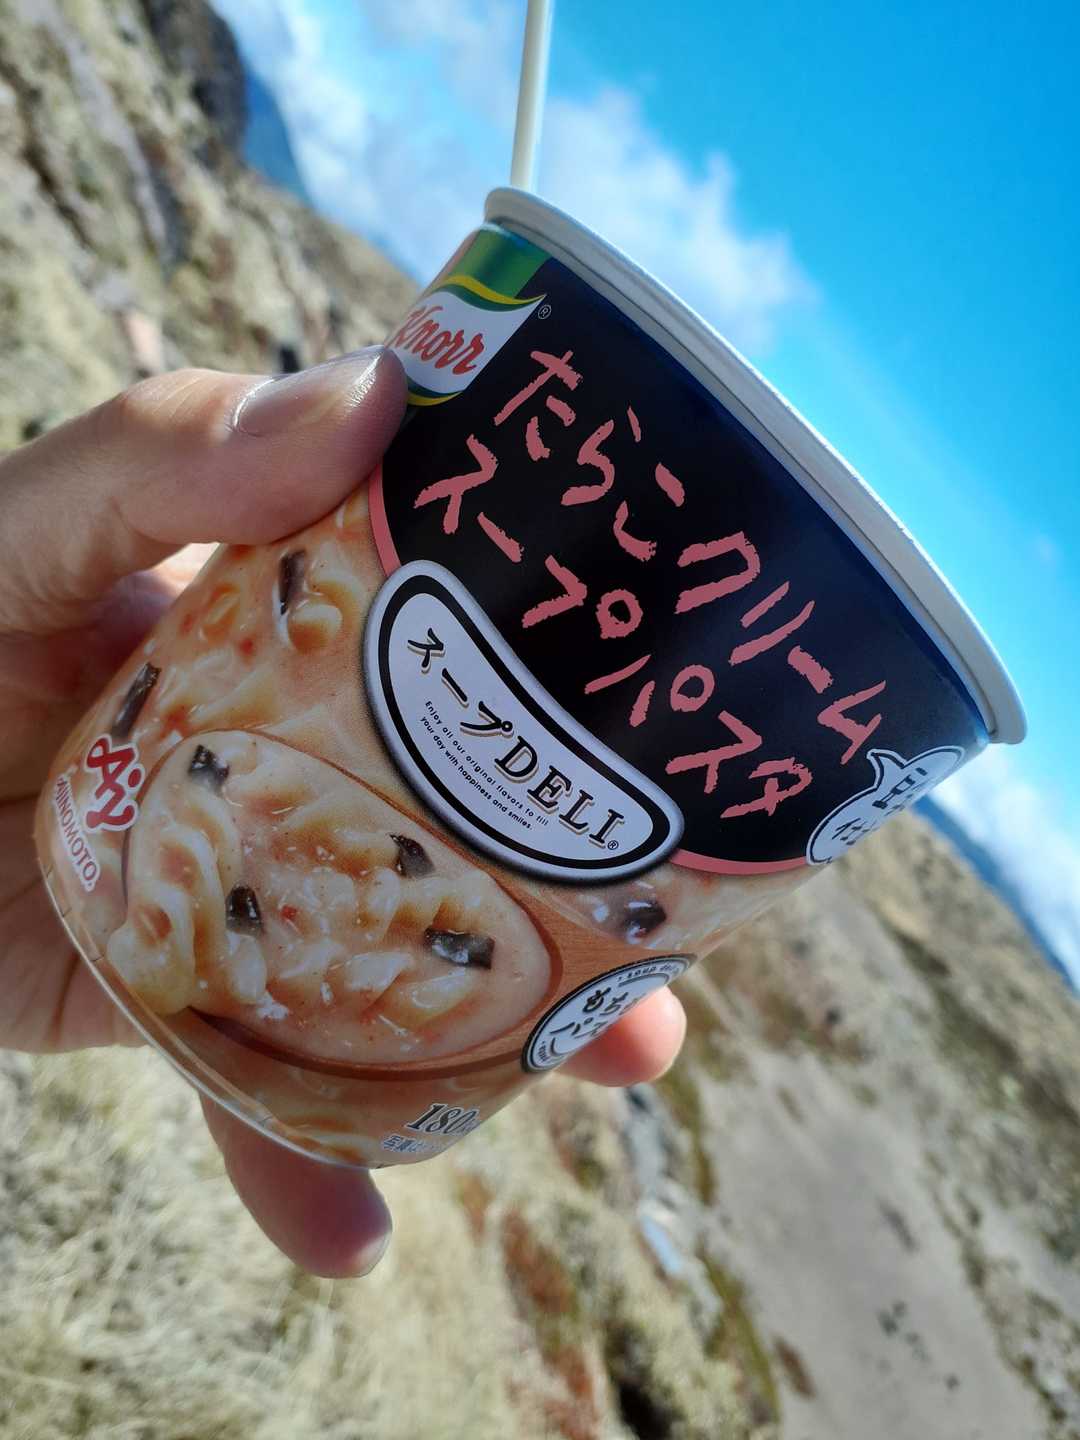 Knorr®
たらこクリーム
スープパスタ
スープDELI®
Enjoy all our original flavors to fill
your day with happiness and smiles.
AJINOMOTO®
180